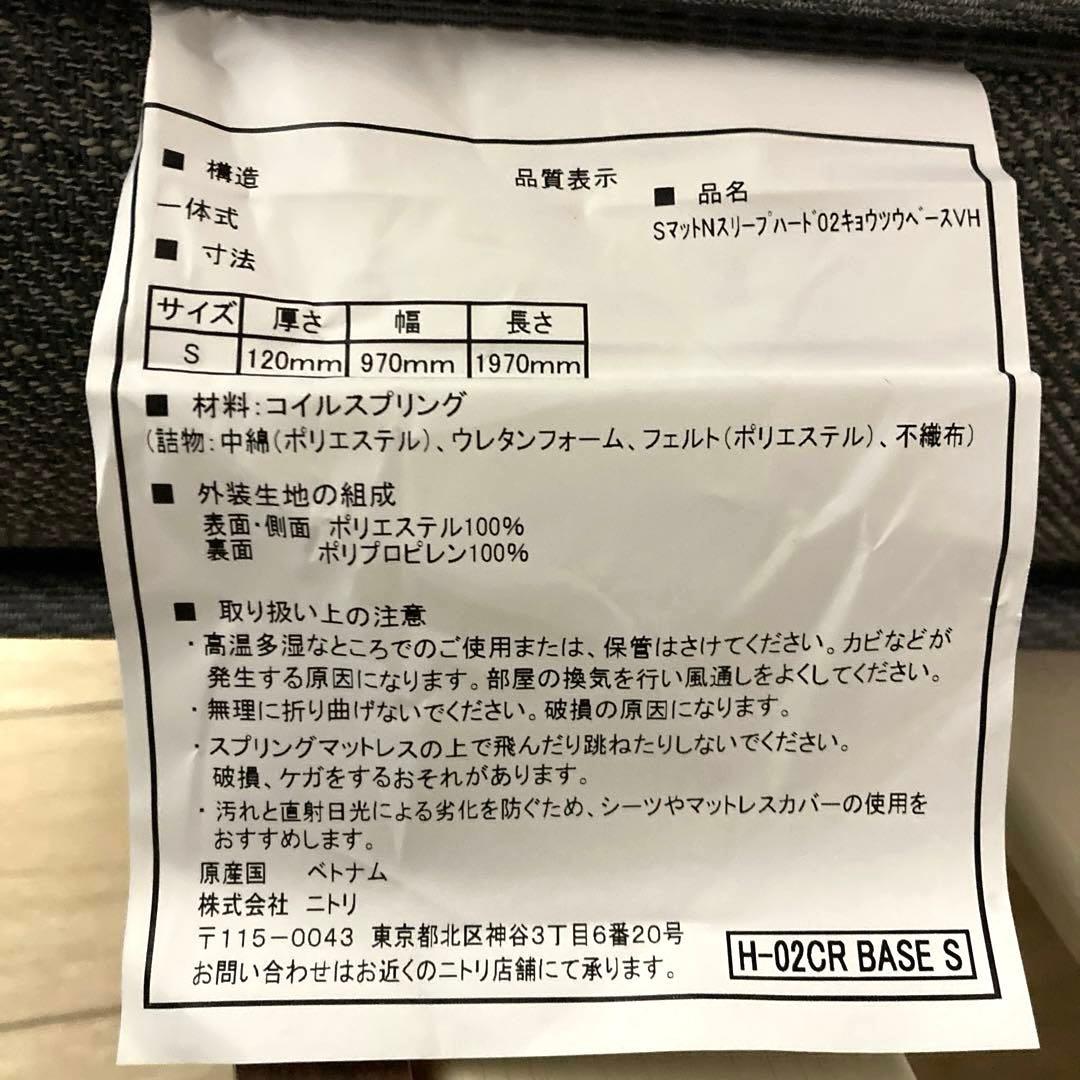 品質表示
■ 構造
一体式
■ 品名
SマットNスリープハード02キョウツウベースVH
■ 寸法
サイズ 厚さ 幅 長さ
S 120mm 970mm 1970mm
■ 材料:コイルスプリング
(詰物:中綿(ポリエステル)、ウレタンフォーム、フェルト(ポリエステル)、不織布)
■ 外装生地の組成
表面・側面 ポリエステル100%
裏面 ポリプロピレン100%
■ 取り扱い上の注意
・高温多湿なところでのご使用または、保管はさけてください。カビなどが
発生する原因になります。部屋の換気を行い風通しをよくしてください。
・無理に折り曲げないでください。破損の原因になります。
・スプリングマットレスの上で飛んだり跳ねたりしないでください。
破損、ケガをするおそれがあります。
・汚れと直射日光による劣化を防ぐため、シーツやマットレスカバーの使用を
おすすめします。
原産国 ベトナム
株式会社 ニトリ
〒115-0043 東京都北区神谷3丁目6番20号
お問い合わせはお近くのニトリ店舗にて承ります。
H-02CR BASE S